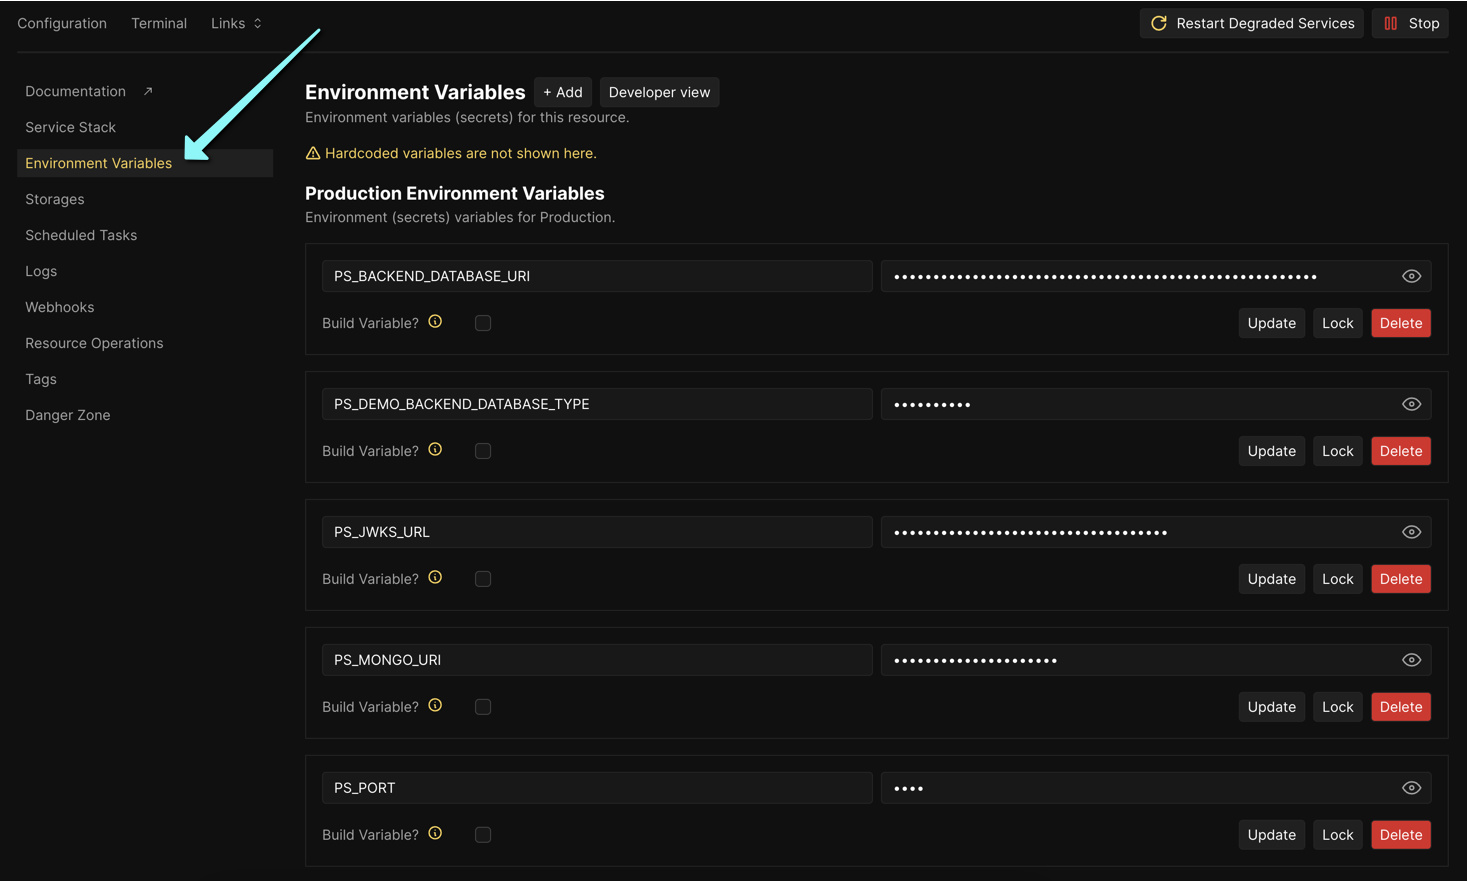 Configuration Terminal Links
Restart Degraded Services Stop
Documentation
Service Stack
Environment Variables
Storages
Scheduled Tasks
Logs
Webhooks
Resource Operations
Tags
Danger Zone
Environment Variables + Add Developer view
Environment variables (secrets) for this resource.
Hardcoded variables are not shown here.
Production Environment Variables
Environment (secrets) variables for Production.
PS_BACKEND_DATABASE_URI
Build Variable? Update Lock Delete
PS_DEMO_BACKEND_DATABASE_TYPE
Build Variable? Update Lock Delete
PS_JWKS_URL
Build Variable? Update Lock Delete
PS_MONGO_URI
Build Variable? Update Lock Delete
PS_PORT
Build Variable? Update Lock Delete